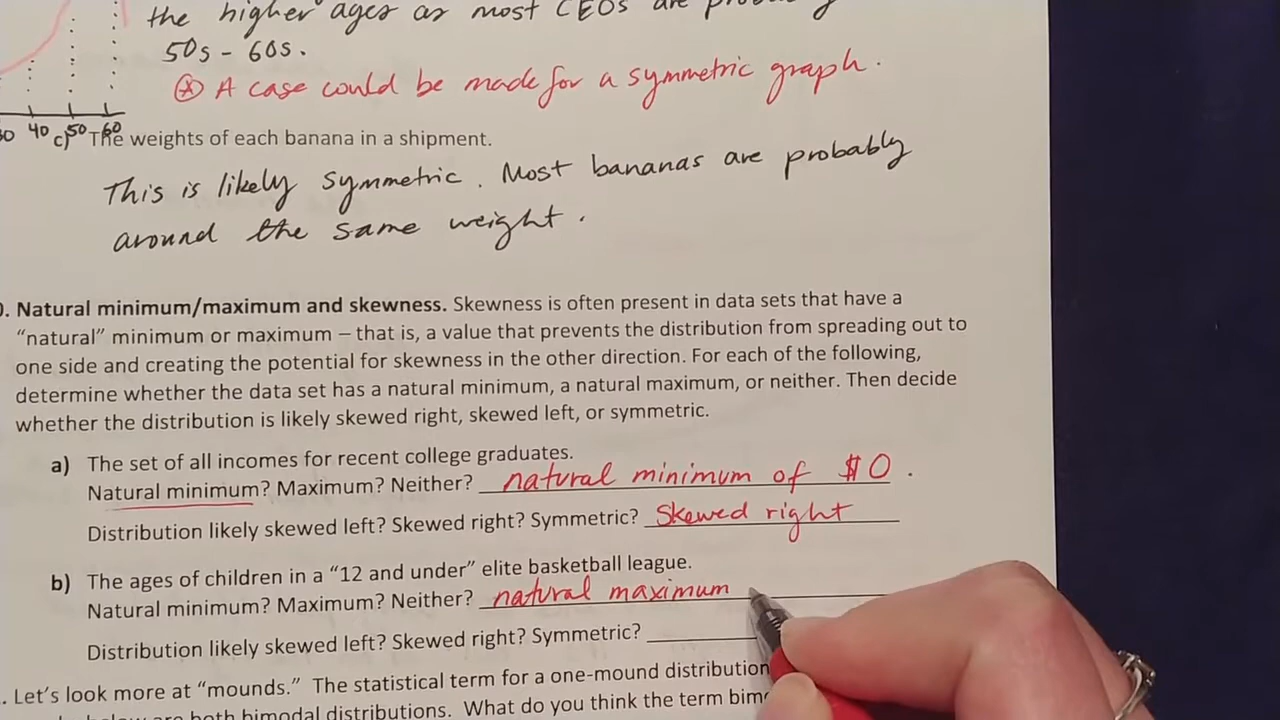 the higher ages as most CEOs are
50s - 60s.
A case could be made for a symmetric graph.
40 50 60
c) The weights of each banana in a shipment.
This is likely symmetric. Most bananas are probably
around the same weight.
. Natural minimum/maximum and skewness. Skewness is often present in data sets that have a
“natural” minimum or maximum – that is, a value that prevents the distribution from spreading out to
one side and creating the potential for skewness in the other direction. For each of the following,
determine whether the data set has a natural minimum, a natural maximum, or neither. Then decide
whether the distribution is likely skewed right, skewed left, or symmetric.
a) The set of all incomes for recent college graduates.
Natural minimum? Maximum? Neither? natural minimum of $0.
Distribution likely skewed left? Skewed right? Symmetric? Skewed right
b) The ages of children in a “12 and under” elite basketball league.
Natural minimum? Maximum? Neither? natural maximum
Distribution likely skewed left? Skewed right? Symmetric?
. Let’s look more at “mounds.” The statistical term for a one-mound distribution
are both bimodal distributions. What do you think the term